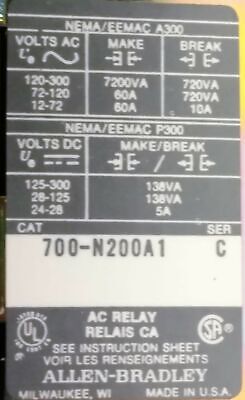 NEMA/EEMAC A300
VOLTS AC MAKE BREAK
120-300 7200VA 720VA
72-120 60A 720VA
12-72 60A 10A
NEMA/EEMAC P300
VOLTS DC MAKE/BREAK
125-300 138VA
28-125 138VA
24-28 5A
CAT SER
700-N200A1 C
UL
AC RELAY
RELAIS CA
SA
SEE INSTRUCTION SHEET
VOIR LES RENSEIGNEMENTS
ALLEN-BRADLEY
MILWAUKEE, WI MADE IN U.S.A.